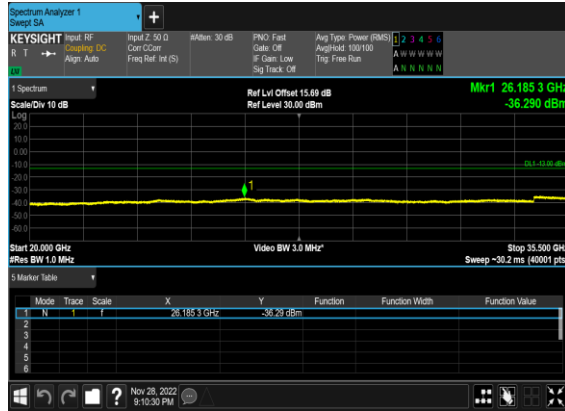 Spectrum Analyzer 1
Swept SA
KEYSIGHT
R T
Input: RF
Coupling: DC
Align: Auto
Input Z: 50 Ω
Corr CCorr
Freq Ref: Int (S)
#Atten: 30 dB
PNO: Fast
Gate: Off
IF Gain: Low
Sig Track: Off
Avg Type: Power (RMS)
Avg|Hold: 100/100
Trig: Free Run
1 2 3 4 5 6
A W W W W W
A N N N N N
1 Spectrum
Scale/Div 10 dB
Ref Lvl Offset 15.69 dB
Ref Level 30.00 dBm
Mkr1 26.185 3 GHz
-36.290 dBm
Log
20.0
10.0
0.00
-10.0
-20.0
-30.0
-40.0
-50.0
-60.0
DL1 -13.00 dBm
1
Start 20.000 GHz
#Res BW 1.0 MHz
Video BW 3.0 MHz*
Stop 35.500 GHz
Sweep ~30.2 ms (40001 pts)
5 Marker Table
Mode Trace Scale X Y Function Function Width Function Value
1 N 1 f 26.185 3 GHz -36.29 dBm
2
3
4
5
6
?
Nov 28, 2022
9:10:30 PM